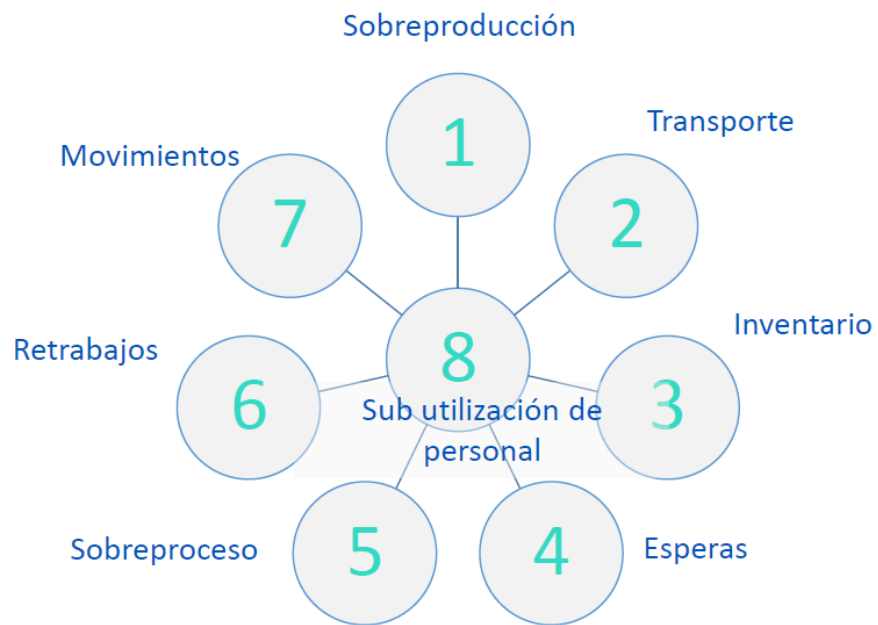 Sobreproducción
1
Transporte
2
Inventario
3
Esperas
4
Sobreproceso
5
Retrabajos
6
Movimientos
7
8
Sub utilización de
personal